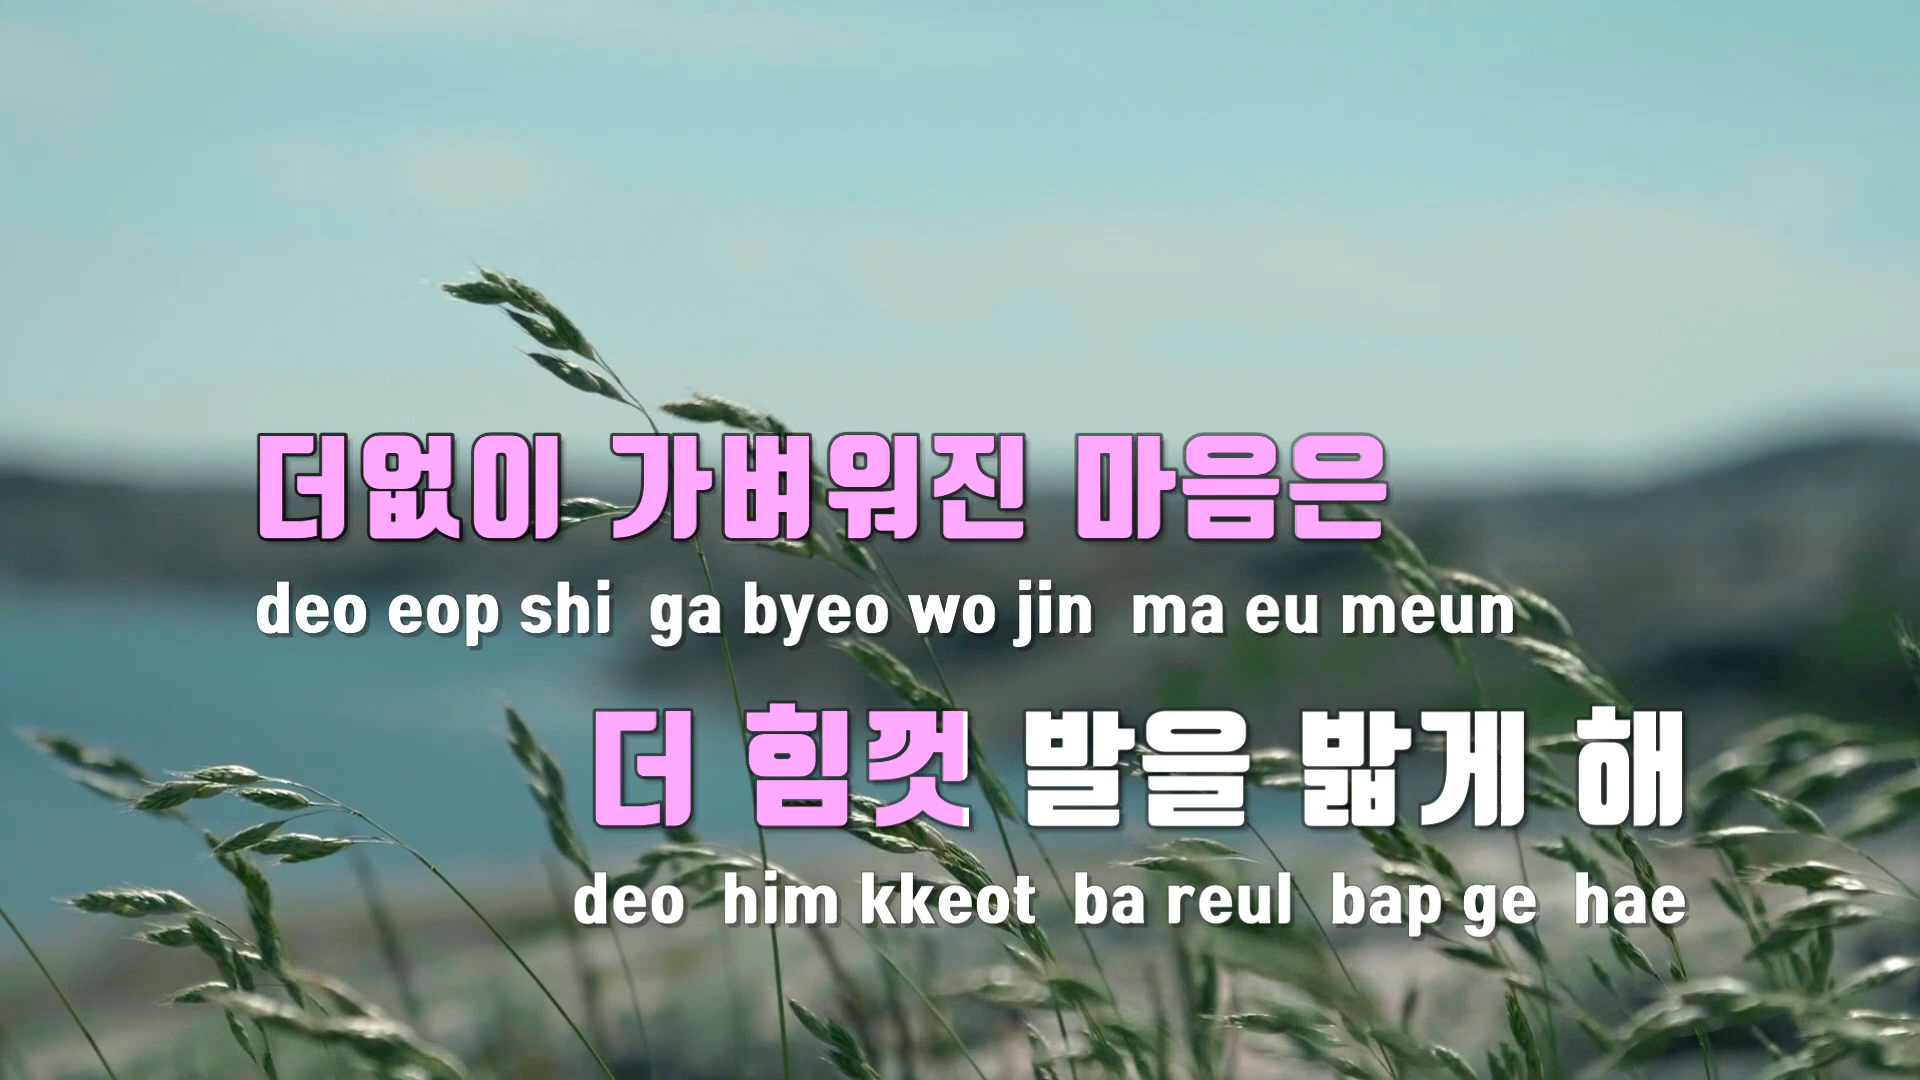 더없이 가벼워진 마음은
deo eop shi ga byeo wo jin ma eu meun
더 힘껏 발을 밟게 해
deo him kkeot ba reul bap ge hae